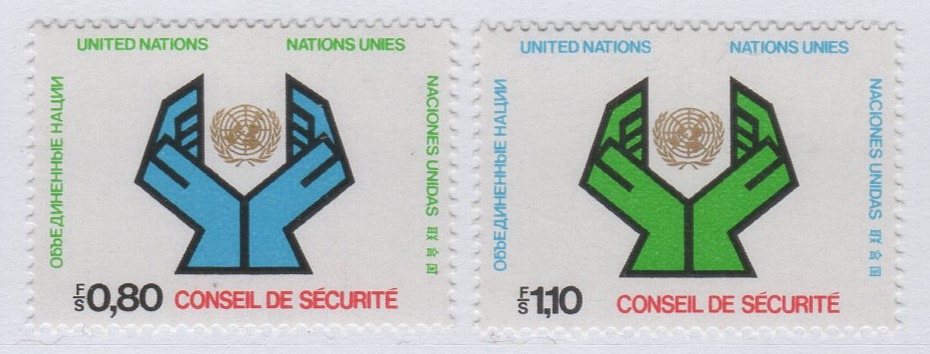 UNITED NATIONS NATIONS UNIES
ОбЪЕДИНЕННЫЕ НАЦИИ
NACIONES UNIDAS 联合国
F/S 0,80 CONSEIL DE SÉCURITÉ
UNITED NATIONS NATIONS UNIES
ОбЪЕДИНЕННЫЕ НАЦИИ
NACIONES UNIDAS 联合国
F/S 1,10 CONSEIL DE SÉCURITÉ